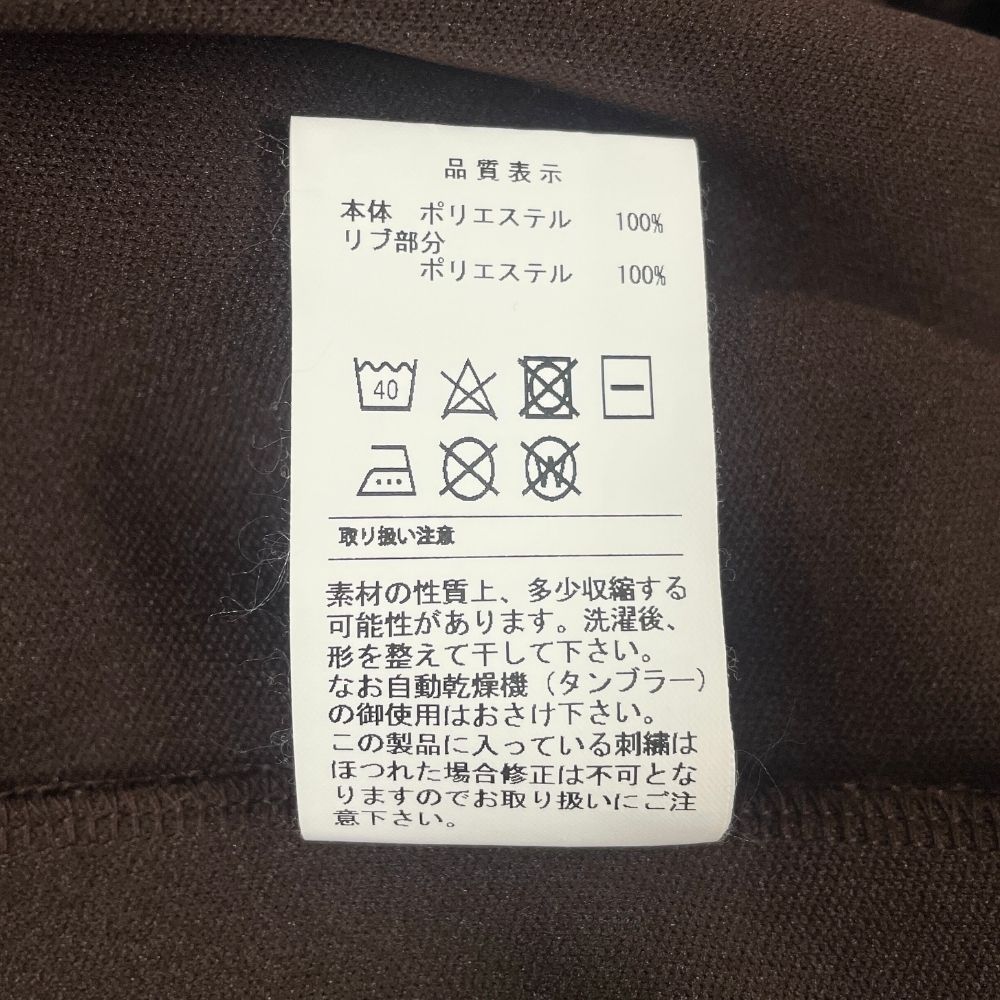 品質表示
本体 ポリエステル 100%
リブ部分
ポリエステル 100%
40
W
取り扱い注意
素材の性質上、多少収縮する
可能性があります。洗濯後、
形を整えて干して下さい。
なお自動乾燥機（タンブラー）
の御使用はおさけ下さい。
この製品に入っている刺繍は
ほつれた場合修正は不可とな
りますのでお取り扱いにご注
意下さい。